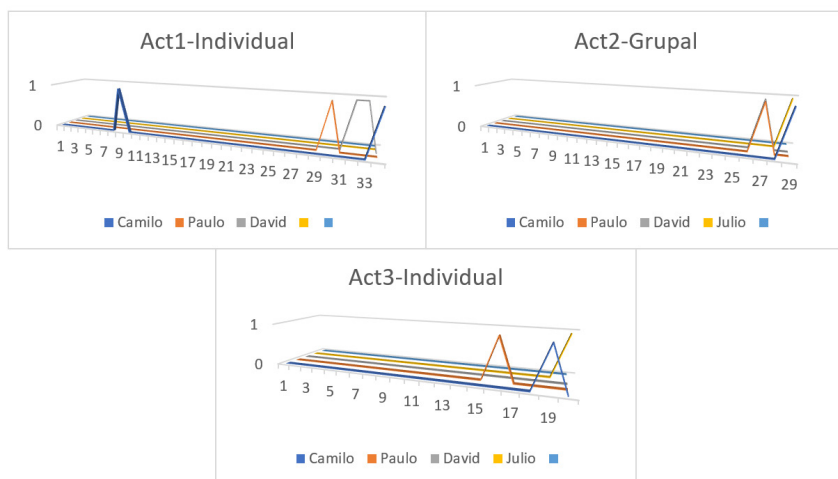 Act1-Individual
1
0
1 3 5 7 9 11 13 15 17 19 21 23 25 27 29 31 33
Camilo Paulo David
Act2-Grupal
1
0
1 3 5 7 9 11 13 15 17 19 21 23 25 27 29
Camilo Paulo David Julio
Act3-Individual
1
0
1 3 5 7 9 11 13 15 17 19
Camilo Paulo David Julio